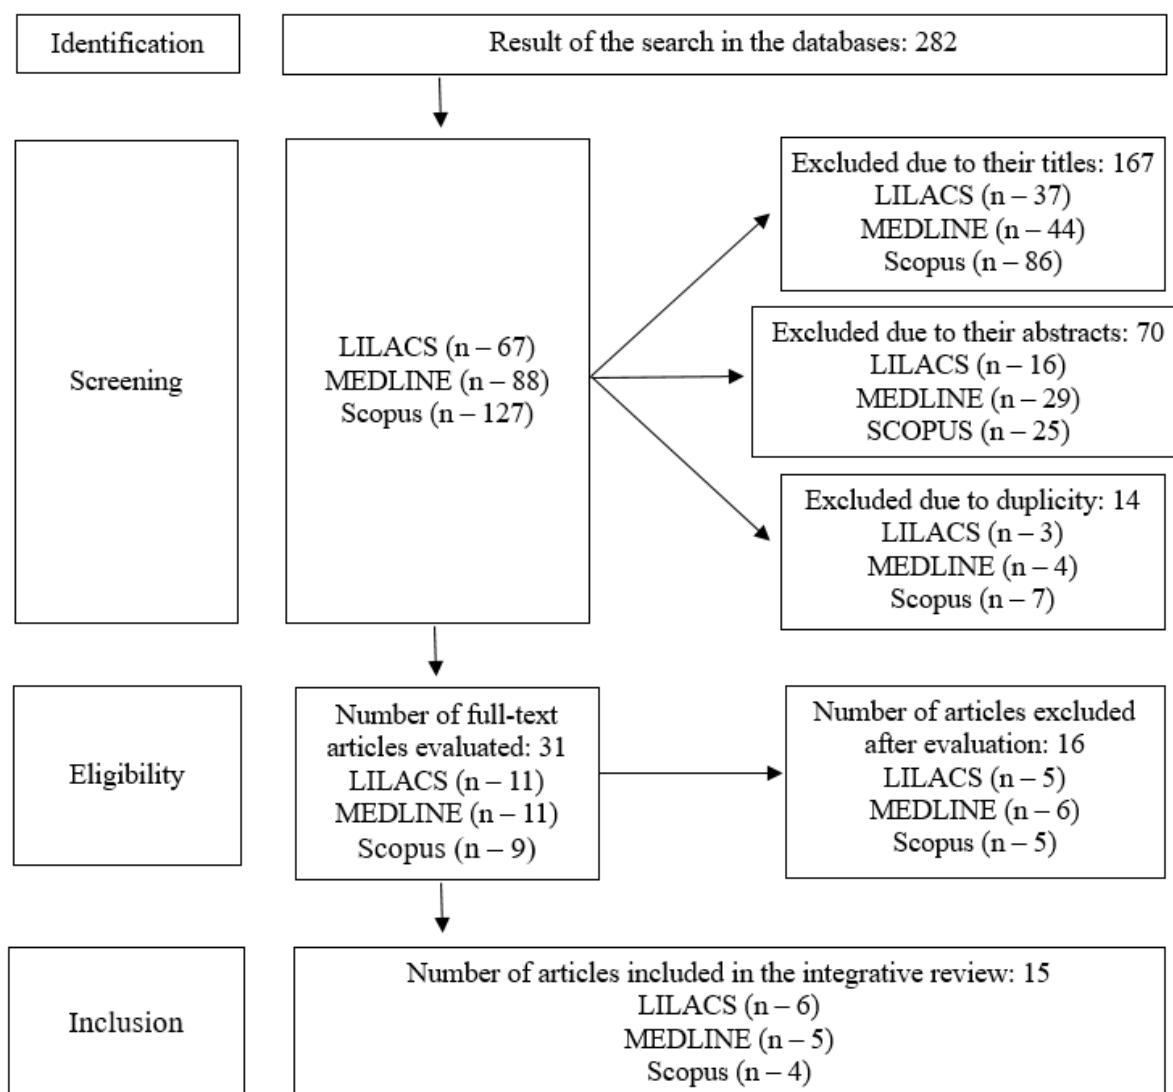 Identification
Result of the search in the databases: 282
Screening
LILACS (n – 67)
MEDLINE (n – 88)
Scopus (n – 127)
Excluded due to their titles: 167
LILACS (n – 37)
MEDLINE (n – 44)
Scopus (n – 86)
Excluded due to their abstracts: 70
LILACS (n – 16)
MEDLINE (n – 29)
SCOPUS (n – 25)
Excluded due to duplicity: 14
LILACS (n – 3)
MEDLINE (n – 4)
Scopus (n – 7)
Eligibility
Number of full-text
articles evaluated: 31
LILACS (n – 11)
MEDLINE (n – 11)
Scopus (n – 9)
Number of articles excluded
after evaluation: 16
LILACS (n – 5)
MEDLINE (n – 6)
Scopus (n – 5)
Inclusion
Number of articles included in the integrative review: 15
LILACS (n – 6)
MEDLINE (n – 5)
Scopus (n – 4)